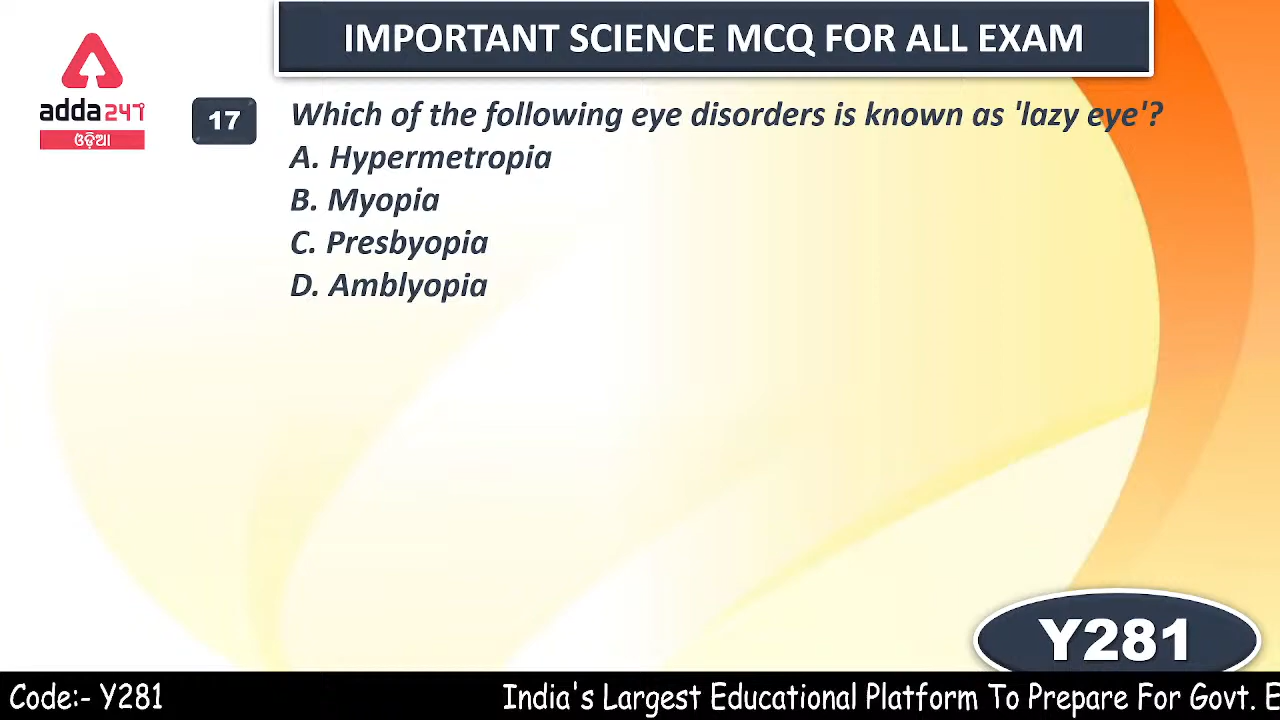 IMPORTANT SCIENCE MCQ FOR ALL EXAM
adda247
ଓଡ଼ିଆ
17 Which of the following eye disorders is known as 'lazy eye'?
A. Hypermetropia
B. Myopia
C. Presbyopia
D. Amblyopia
Y281
Code:- Y281 India's Largest Educational Platform To Prepare For Govt. E